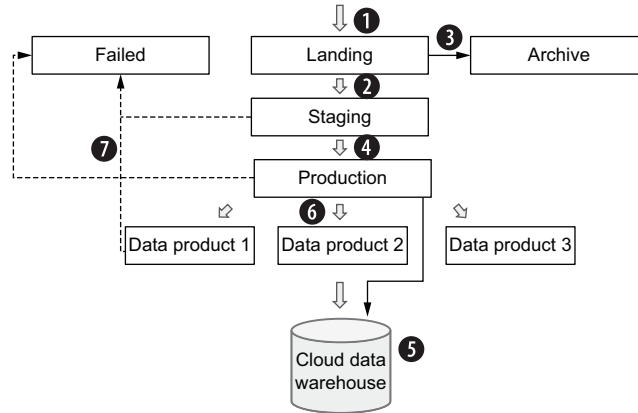 1
Failed
Landing
3
Archive
2
Staging
7
4
Production
6
Data product 1
Data product 2
Data product 3
5
Cloud data
warehouse